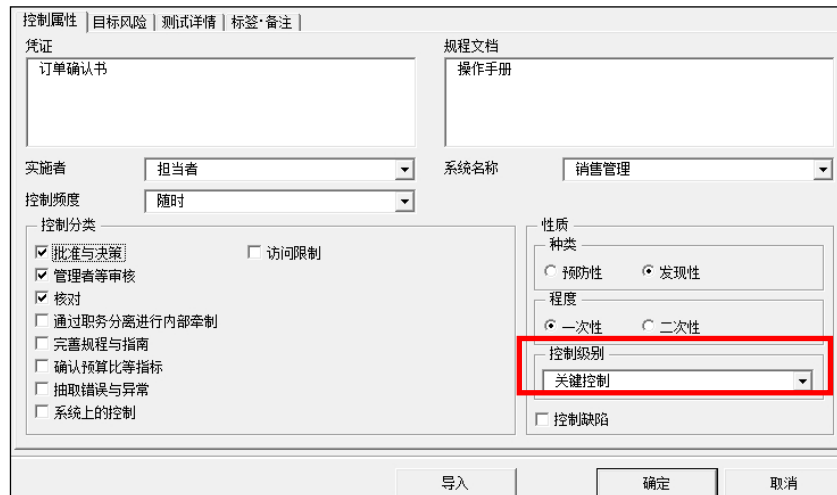 控制属性 目标风险 测试详情 标签·备注
凭证
订单确认书
规程文档
操作手册
实施者 担当者
系统名称 销售管理
控制频度 随时
控制分类
批准与决策
访问限制
管理者等审核
核对
通过职务分离进行内部牵制
完善规程与指南
确认预算比等指标
抽取错误与异常
系统上的控制
性质
种类
预防性 发现性
程度
一次性 二次性
控制级别
关键控制
控制缺陷
导入 确定 取消